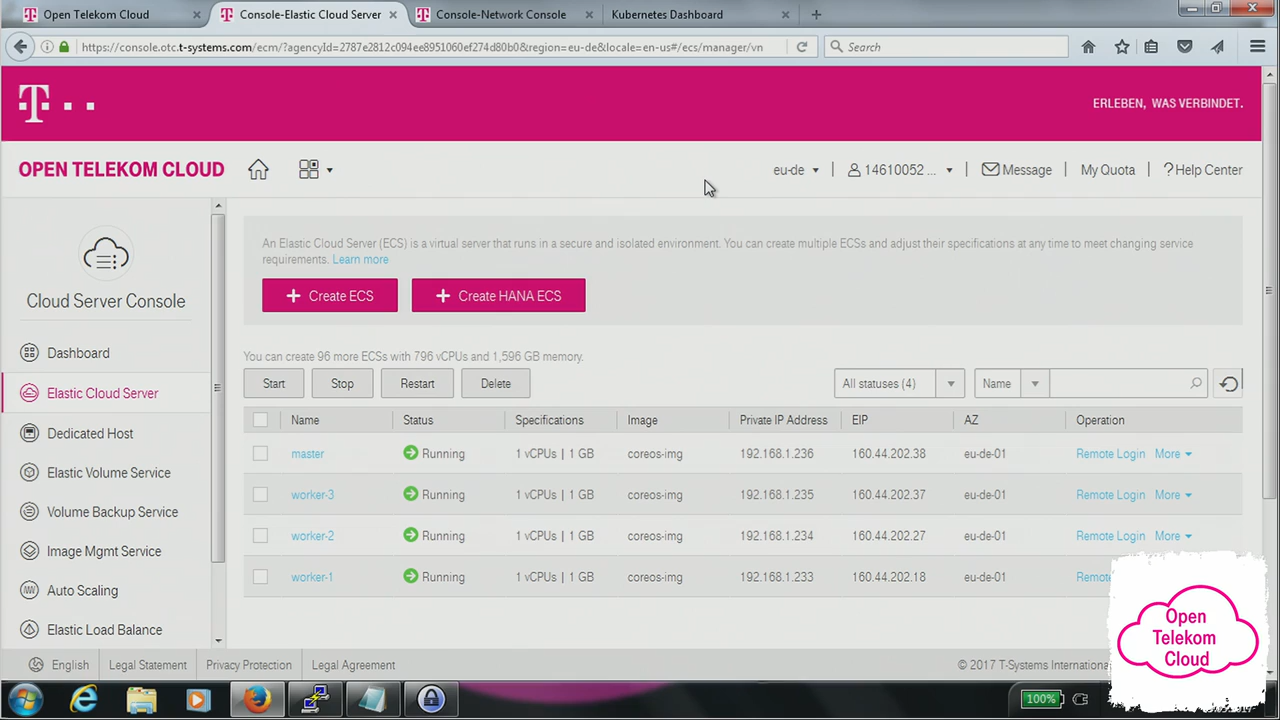 Open Telekom Cloud
Console-Elastic Cloud Server
Console-Network Console
Kubernetes Dashboard
https://console.otc.t-systems.com/ecm/?agencyId=2787e2812c094ee8951060ef274d80b0&region=eu-de&locale=en-us#/ecs/manager/vn
Search
T
ERLEBEN, WAS VERBINDET.
OPEN TELEKOM CLOUD
eu-de
14610052 ...
Message
My Quota
Help Center
Cloud Server Console
Dashboard
Elastic Cloud Server
Dedicated Host
Elastic Volume Service
Volume Backup Service
Image Mgmt Service
Auto Scaling
Elastic Load Balance
An Elastic Cloud Server (ECS) is a virtual server that runs in a secure and isolated environment. You can create multiple ECSs and adjust their specifications at any time to meet changing service
requirements. Learn more
Create ECS
Create HANA ECS
You can create 96 more ECSs with 796 vCPUs and 1,596 GB memory.
Start Stop Restart Delete All statuses (4) Name
Name Status Specifications Image Private IP Address EIP AZ Operation
master Running 1 vCPUs | 1 GB coreos-img 192.168.1.236 160.44.202.38 eu-de-01 Remote Login More
worker-3 Running 1 vCPUs | 1 GB coreos-img 192.168.1.235 160.44.202.37 eu-de-01 Remote Login More
worker-2 Running 1 vCPUs | 1 GB coreos-img 192.168.1.234 160.44.202.27 eu-de-01 Remote Login More
worker-1 Running 1 vCPUs | 1 GB coreos-img 192.168.1.233 160.44.202.18 eu-de-01
English Legal Statement Privacy Protection Legal Agreement © 2017 T-Systems
Open
Telekom
Cloud
100%